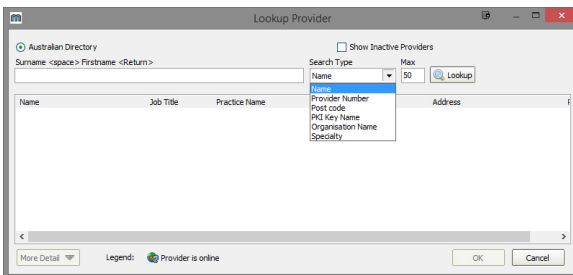 m
Lookup Provider
Australian Directory
Show Inactive Providers
Surname <space> Firstname <Return>
Search Type
Max
Name
50
Lookup
Name
Provider Number
Post code
PKI Key Name
Organisation Name
Specialty
Name
Job Title
Practice Name
Address
More Detail
Legend:
Provider is online
OK
Cancel